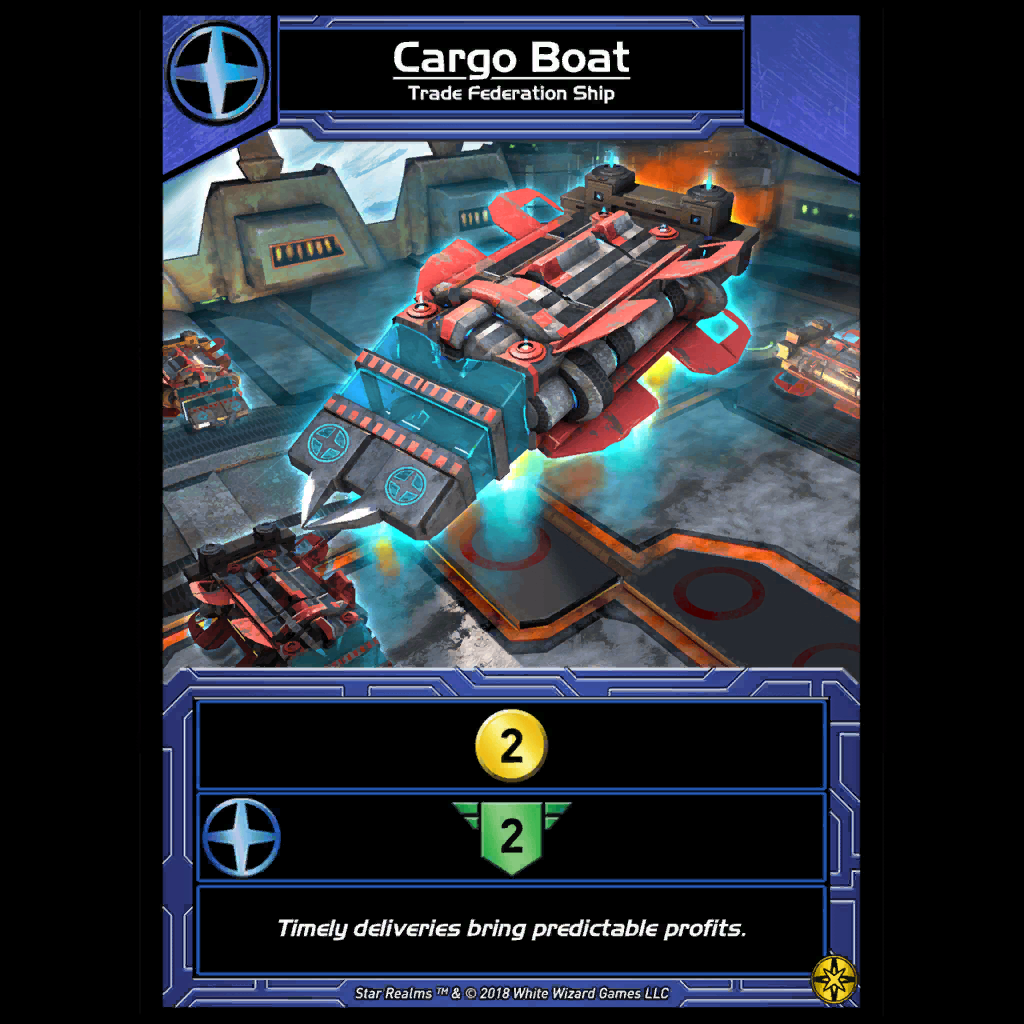 Cargo Boat
Trade Federation Ship
2
2
Timely deliveries bring predictable profits.
Star Realms ™ & © 2018 White Wizard Games LLC